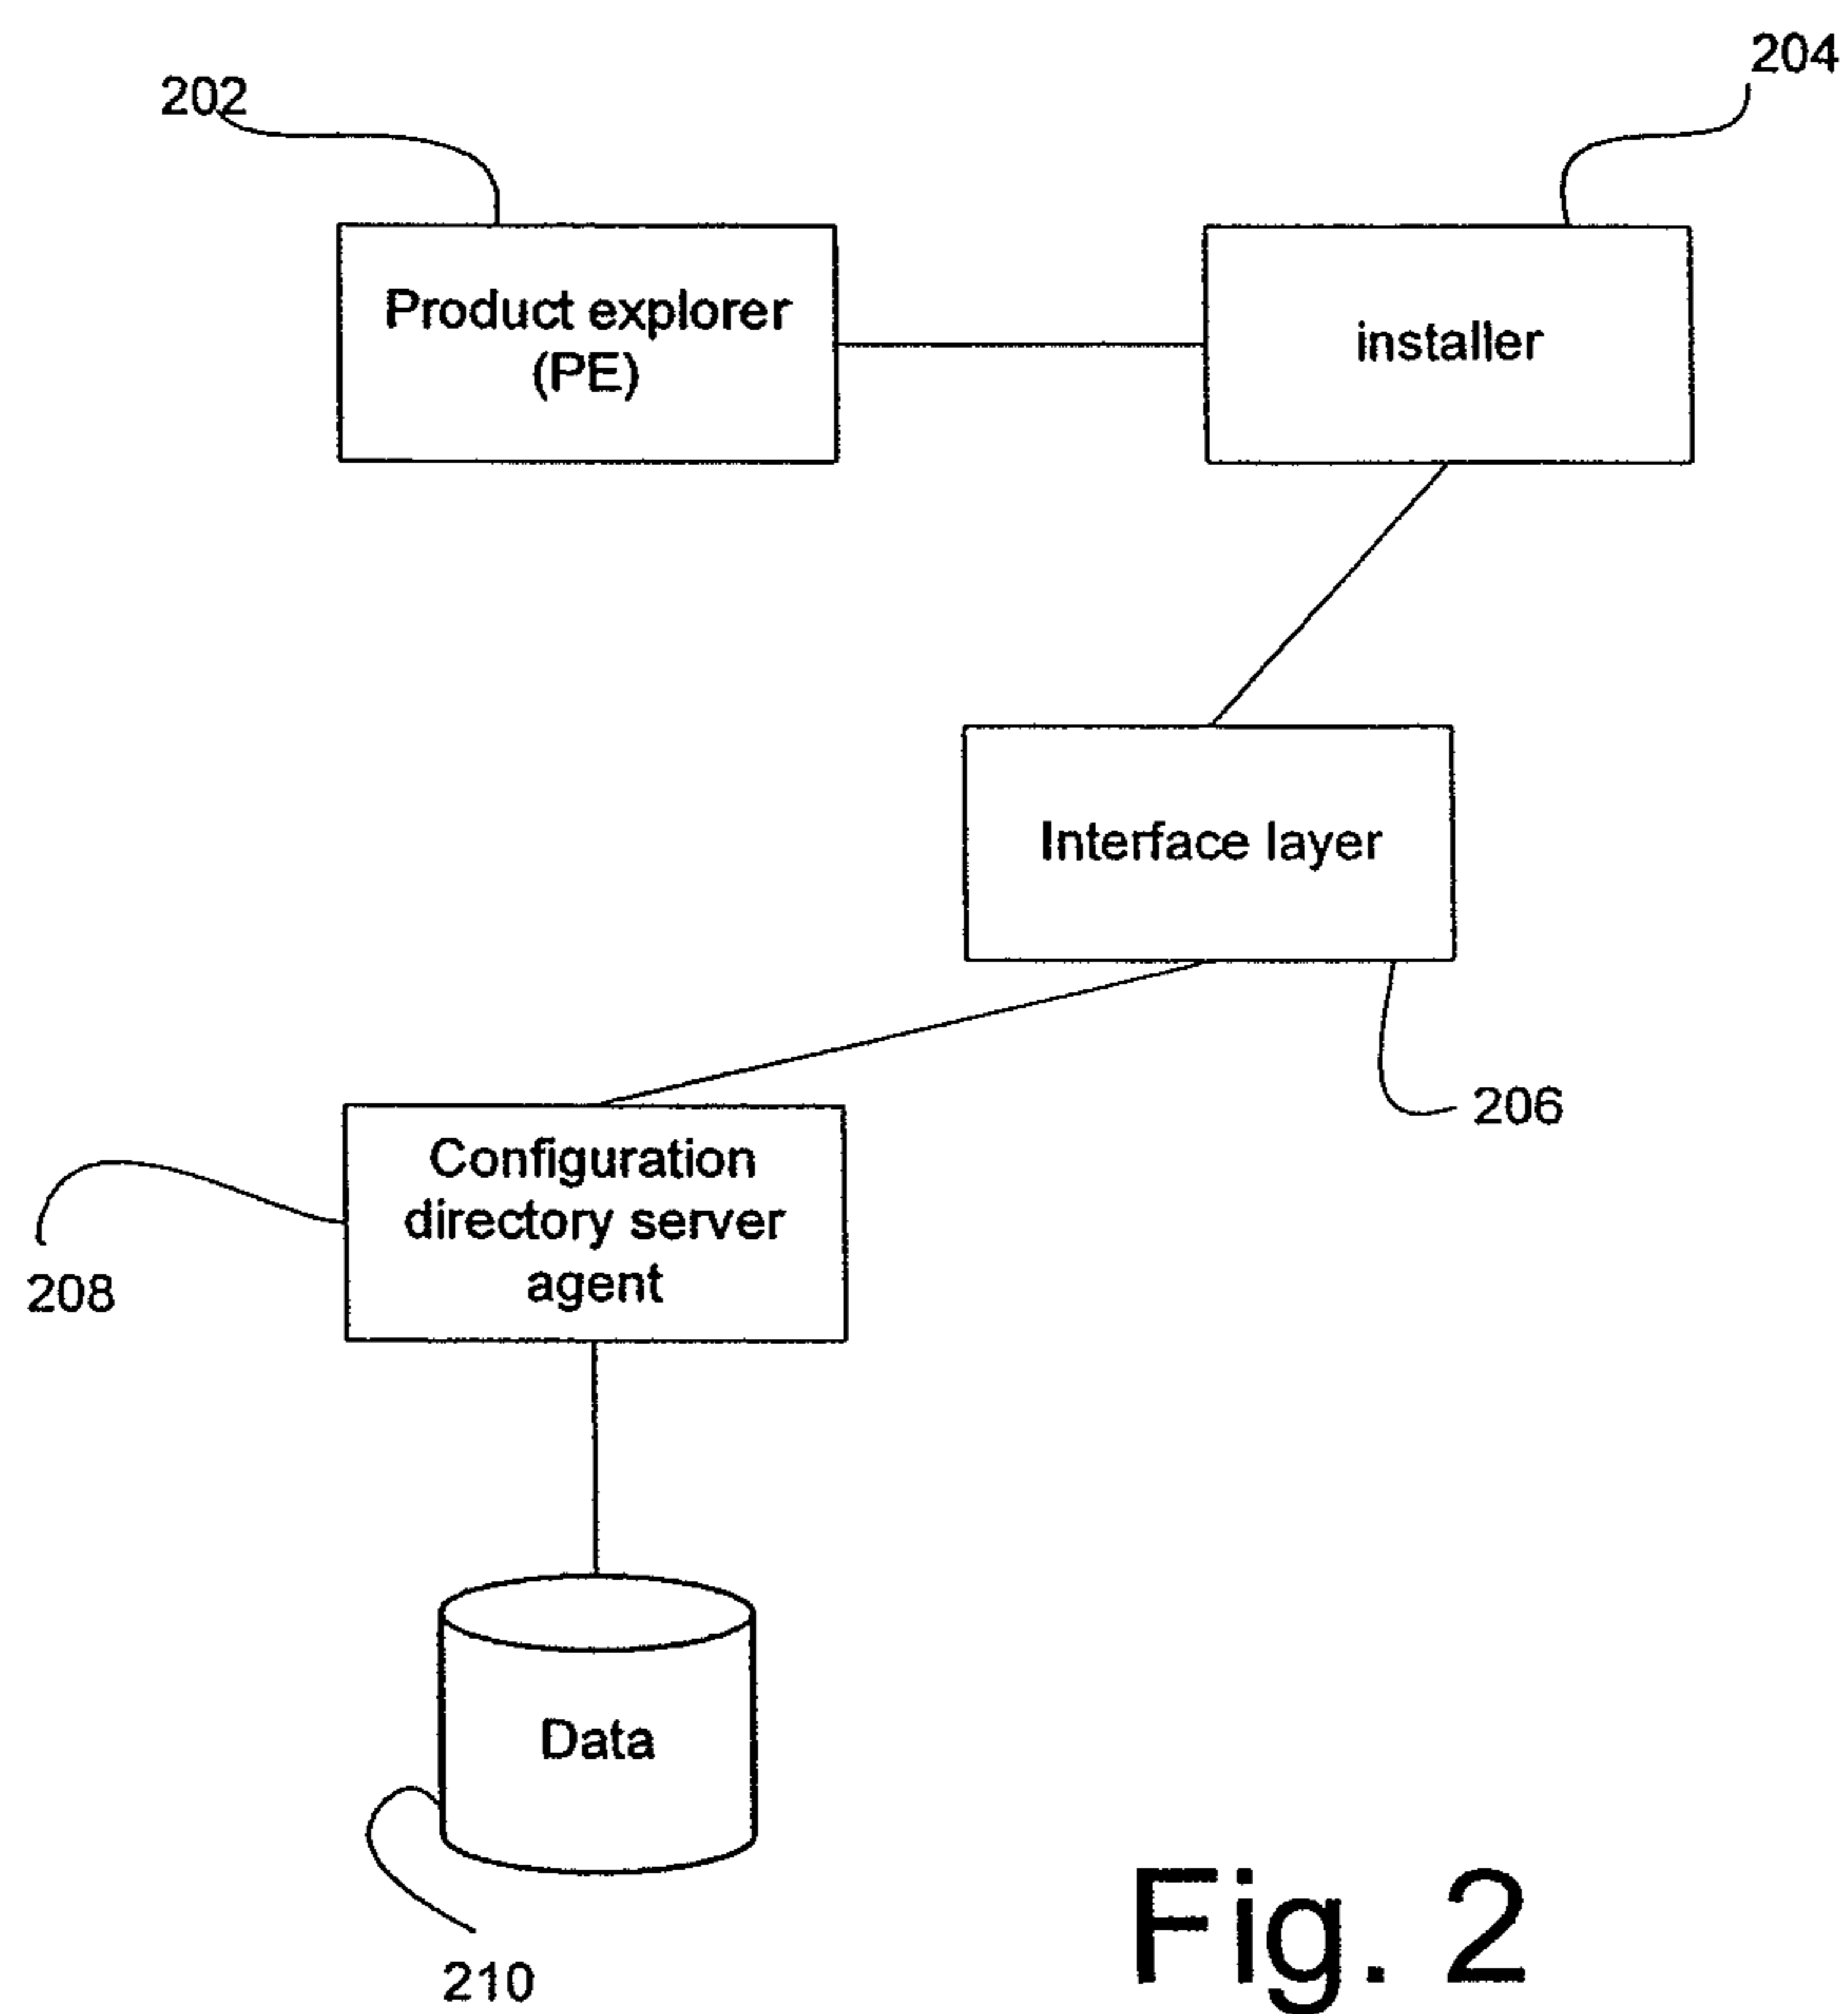 202
204
Product explorer
(PE)
installer
Interface layer
206
Configuration
directory server
agent
208
Data
210
Fig. 2